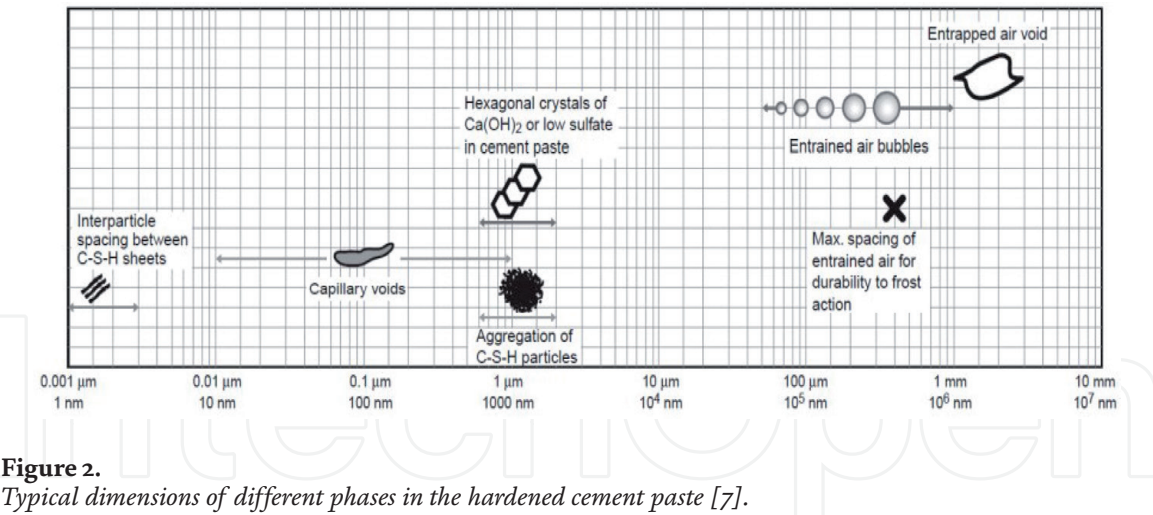 Entrapped air void
Hexagonal crystals of
Ca(OH)₂ or low sulfate
in cement paste
Entrained air bubbles
Interparticle
spacing between
C-S-H sheets
Max. spacing of
entrained air for
durability to frost
action
Capillary voids
Aggregation of
C-S-H particles
0.001 μm 0.01 μm 0.1 μm 1 μm 10 μm 100 μm 1 mm 10 mm
1 nm 10 nm 100 nm 1000 nm 10⁴ nm 10⁵ nm 10⁶ nm 10⁷ nm
IntechOpen
Figure 2.
Typical dimensions of different phases in the hardened cement paste [7].